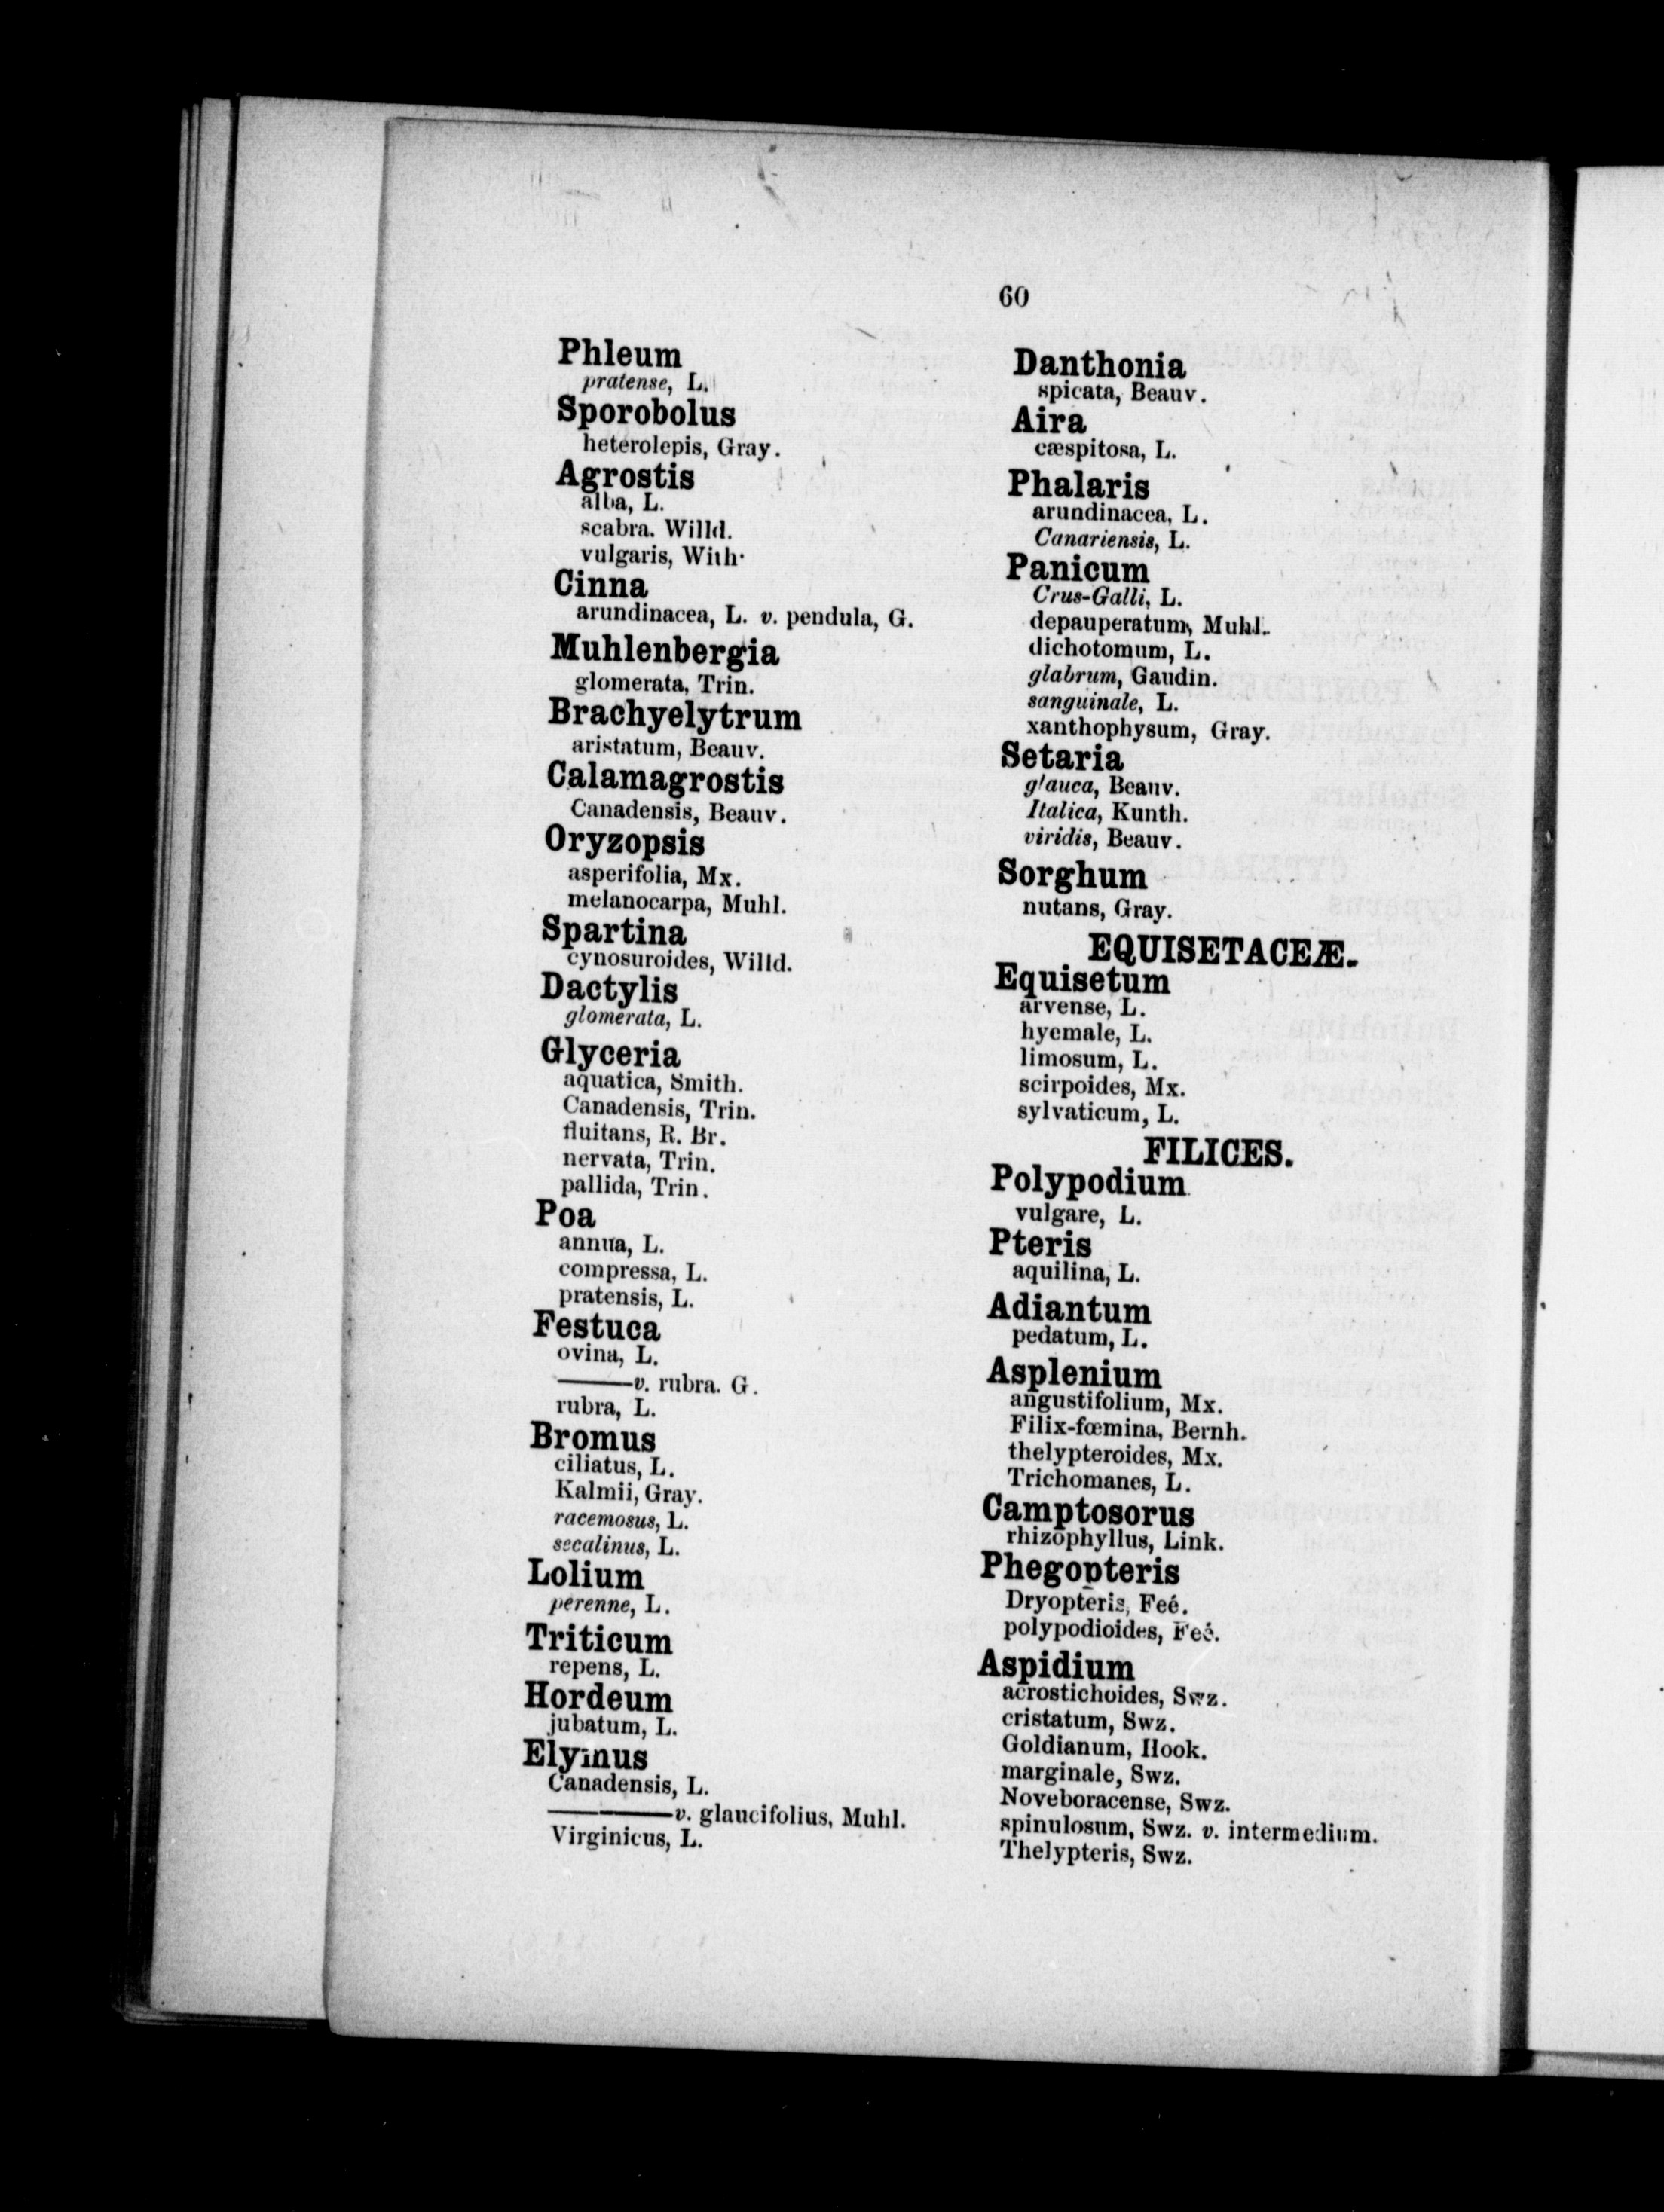 60
Phleum
pratense, L.
Sporobolus
heterolepis, Gray.
Agrostis
alba, L.
scabra. Willd.
vulgaris, With·
Cinna
arundinacea, L. v. pendula, G.
Muhlenbergia
glomerata, Trin.
Brachyelytrum
aristatum, Beauv.
Calamagrostis
Canadensis, Beauv.
Oryzopsis
asperifolia, Mx.
melanocarpa, Muhl.
Spartina
cynosuroides, Willd.
Dactylis
glomerata, L.
Glyceria
aquatica, Smith.
Canadensis, Trin.
fluitans, R. Br.
nervata, Trin.
pallida, Trin.
Poa
annua, L.
compressa, L.
pratensis, L.
Festuca
ovina, L.
———v. rubra. G.
rubra, L.
Bromus
ciliatus, L.
Kalmii, Gray.
racemosus, L.
secalinus, L.
Lolium
perenne, L.
Triticum
repens, L.
Hordeum
jubatum, L.
Elymus
Canadensis, L.
—————v. glaucifolius, Muhl.
Virginicus, L.
Danthonia
spicata, Beauv.
Aira
cæspitosa, L.
Phalaris
arundinacea, L.
Canariensis, L.
Panicum
Crus-Galli, L.
depauperatum, Muhl.
dichotomum, L.
glabrum, Gaudin.
sanguinale, L.
xanthophysum, Gray.
Setaria
glauca, Beauv.
Italica, Kunth.
viridis, Beauv.
Sorghum
nutans, Gray.
EQUISETACEÆ.
Equisetum
arvense, L.
hyemale, L.
limosum, L.
scirpoides, Mx.
sylvaticum, L.
FILICES.
Polypodium
vulgare, L.
Pteris
aquilina, L.
Adiantum
pedatum, L.
Asplenium
angustifolium, Mx.
Filix-fœmina, Bernh.
thelypteroides, Mx.
Trichomanes, L.
Camptosorus
rhizophyllus, Link.
Phegopteris
Dryopteris, Feé.
polypodioides, Feé.
Aspidium
acrostichoides, Swz.
cristatum, Swz.
Goldianum, Hook.
marginale, Swz.
Noveboracense, Swz.
spinulosum, Swz. v. intermedium.
Thelypteris, Swz.